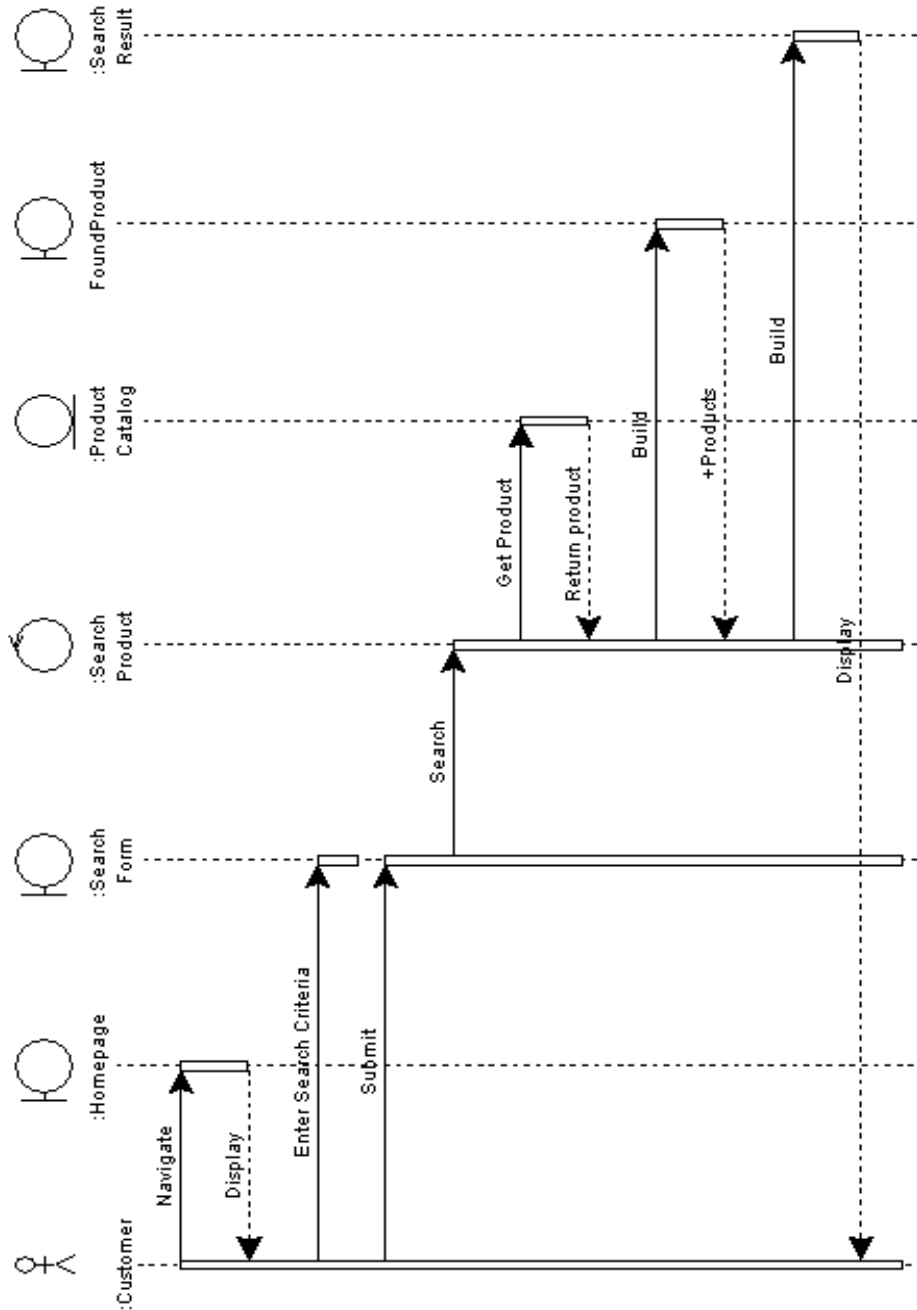 :Customer
:Homepage
:Search
Form
:Search
Product
:Product
Catalog
FoundProduct
:Search
Result
Navigate
Display
Enter Search Criteria
Submit
Search
Get Product
Return product
Build
+Products
Build
Display